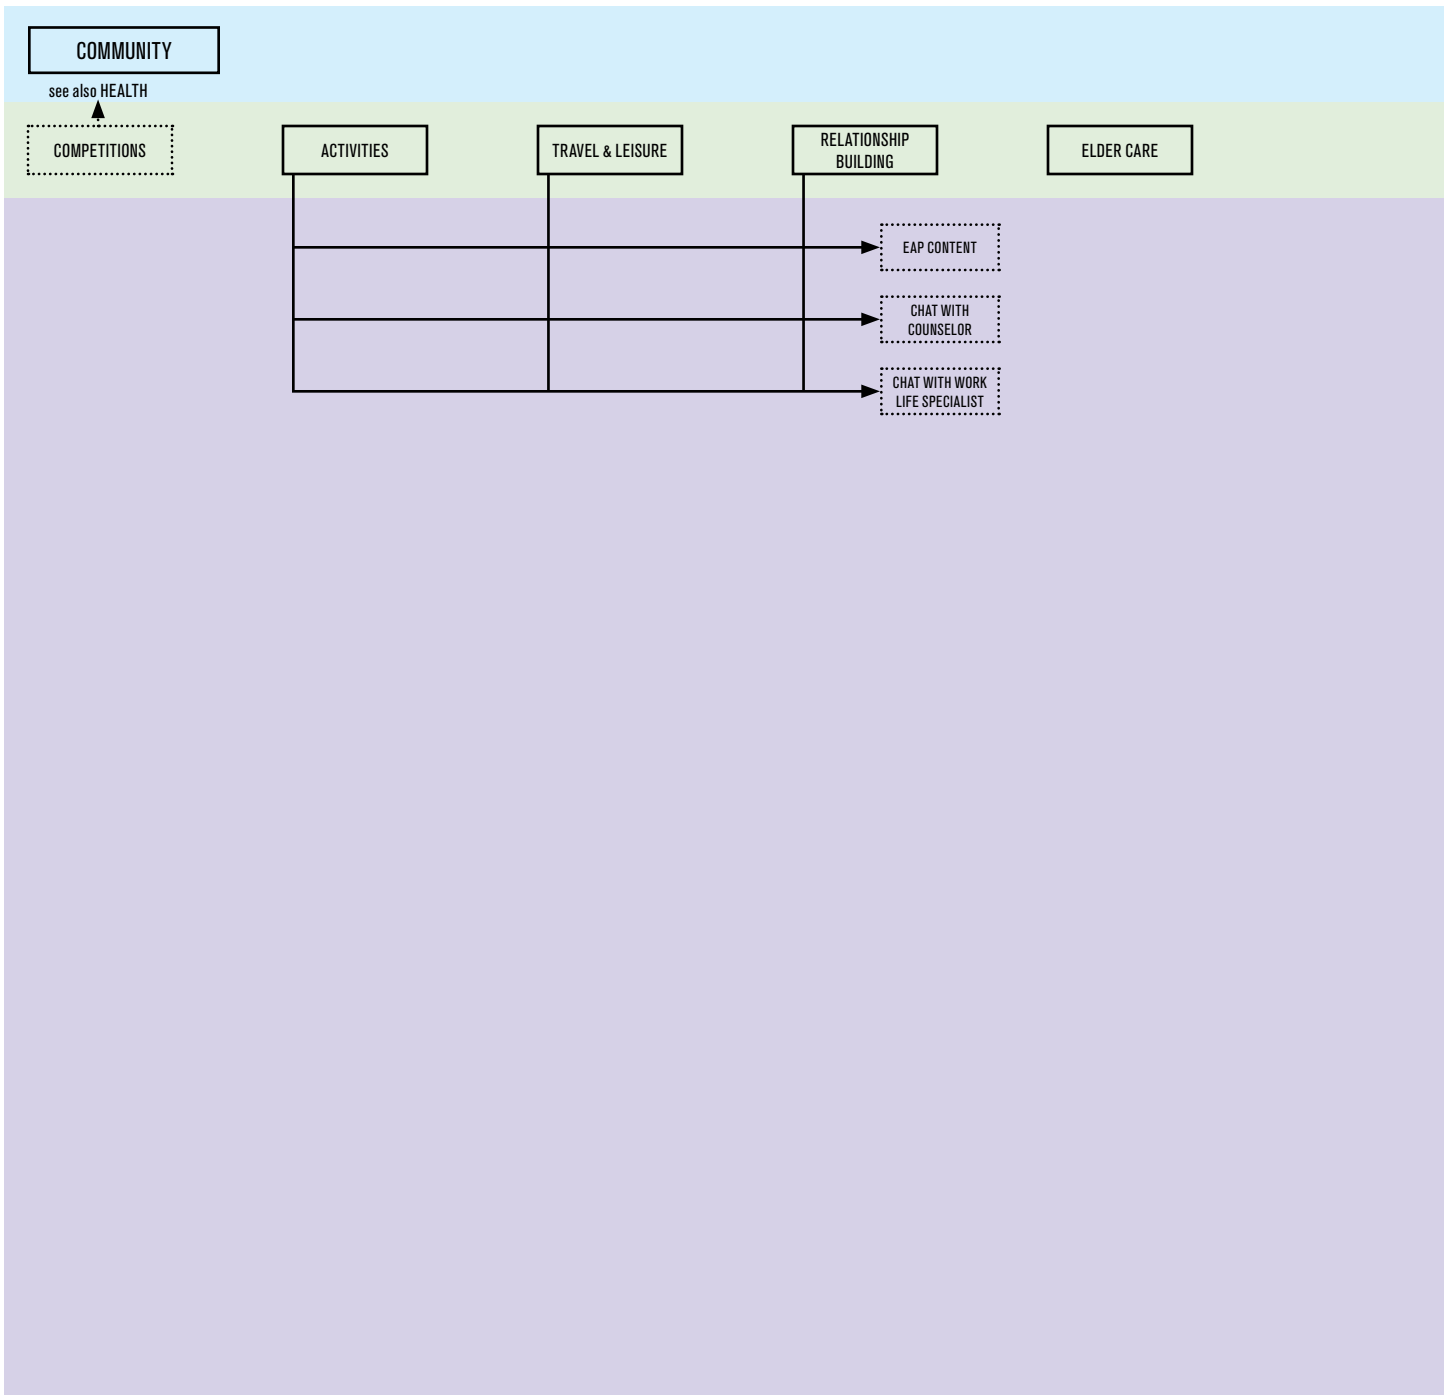 COMMUNITY
see also HEALTH
COMPETITIONS
ACTIVITIES
TRAVEL & LEISURE
RELATIONSHIP
BUILDING
ELDER CARE
EAP CONTENT
CHAT WITH
COUNSELOR
CHAT WITH WORK
LIFE SPECIALIST